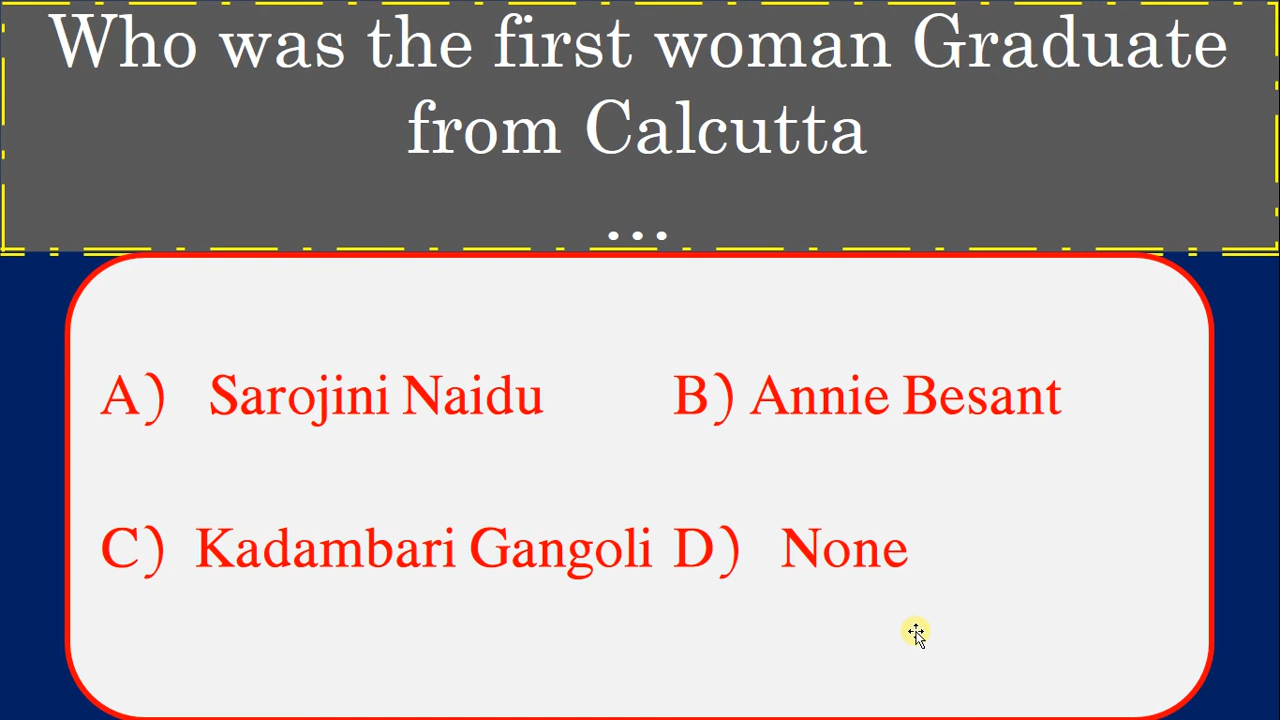 Who was the first woman Graduate
from Calcutta
...
A) Sarojini Naidu B) Annie Besant
C) Kadambari Gangoli D) None